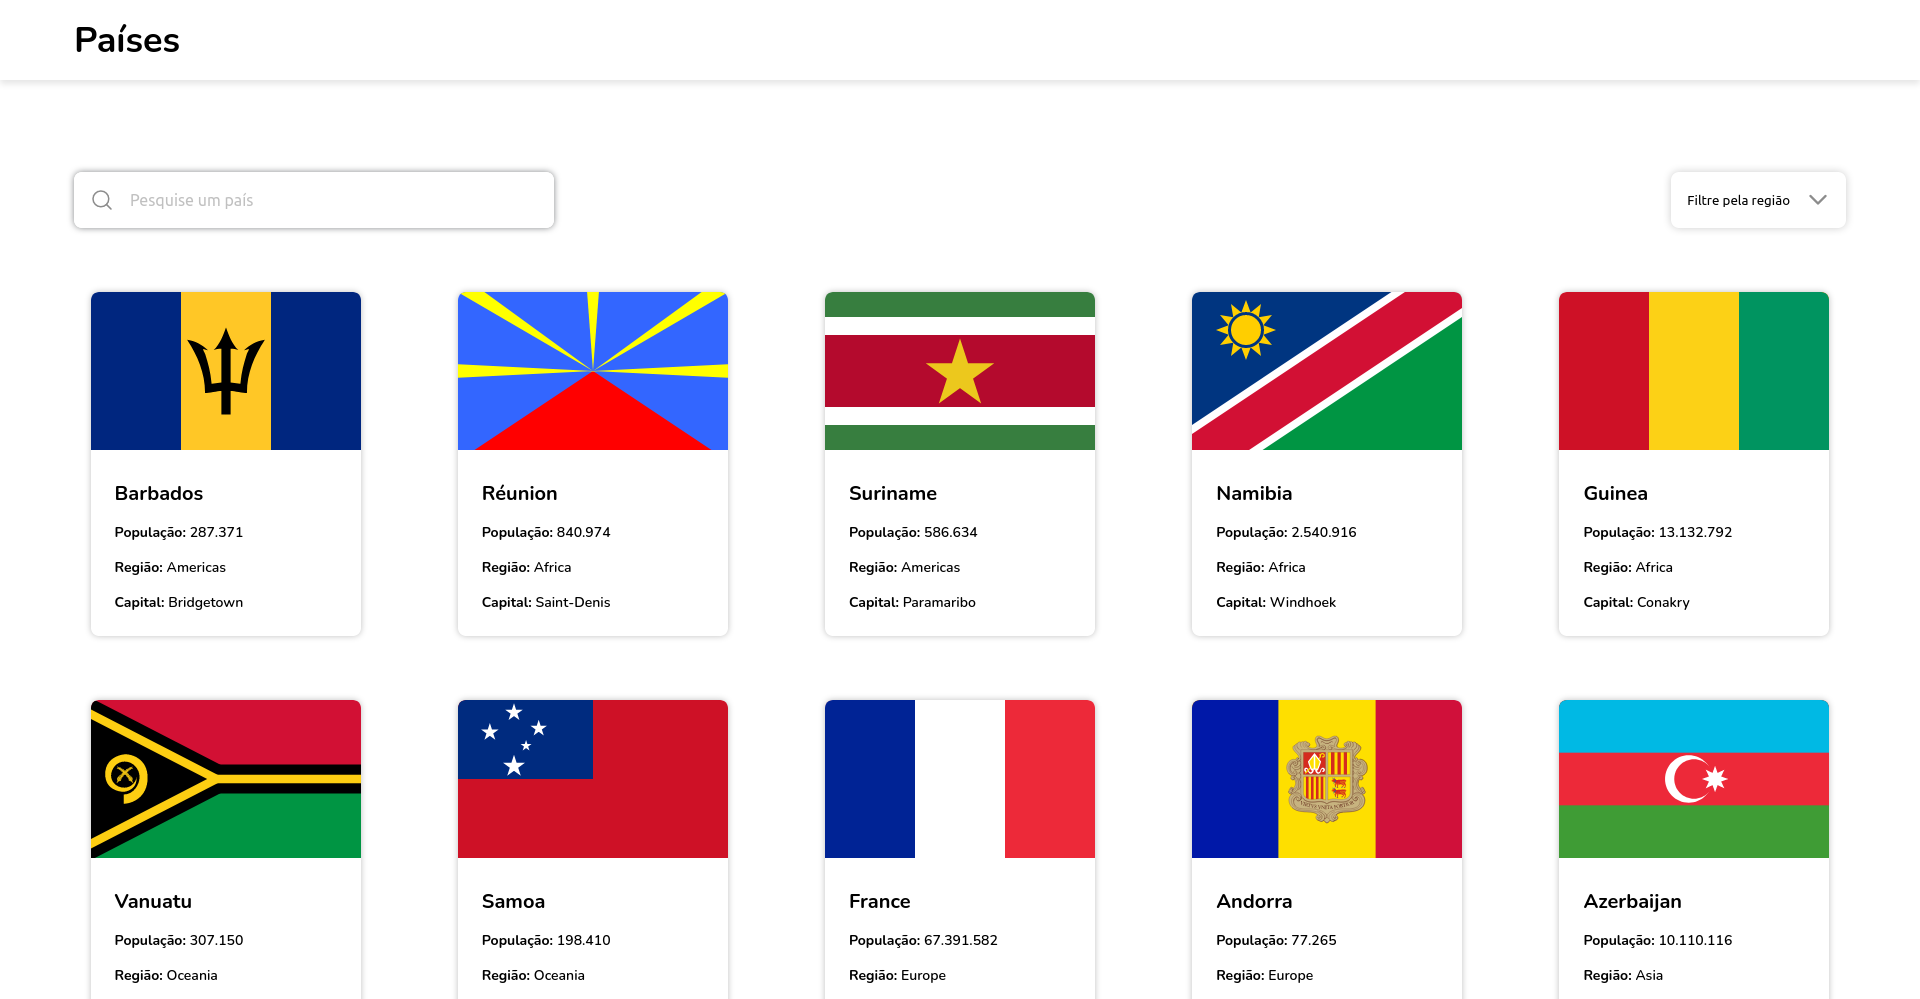 Países
Pesquise um país
Filtre pela região
Barbados
População: 287.371
Região: Americas
Capital: Bridgetown
Réunion
População: 840.974
Região: Africa
Capital: Saint-Denis
Suriname
População: 586.634
Região: Americas
Capital: Paramaribo
Namibia
População: 2.540.916
Região: Africa
Capital: Windhoek
Guinea
População: 13.132.792
Região: Africa
Capital: Conakry
Vanuatu
População: 307.150
Região: Oceania
Samoa
População: 198.410
Região: Oceania
France
População: 67.391.582
Região: Europe
Andorra
População: 77.265
Região: Europe
Azerbaijan
População: 10.110.116
Região: Asia